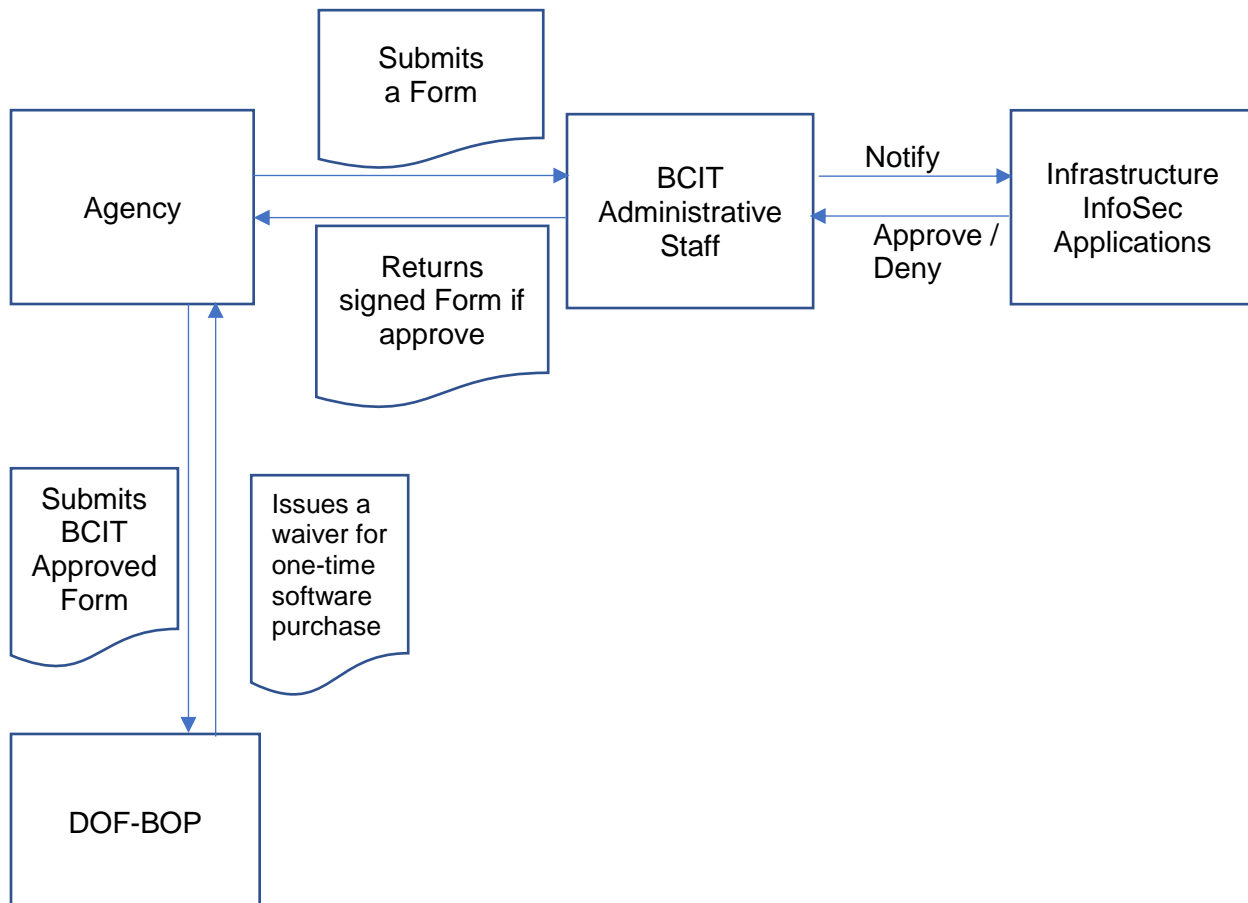 Submits
a Form
Agency
BCIT
Administrative
Staff
Notify
Infrastructure
InfoSec
Applications
Approve /
Deny
Returns
signed Form if
approve
Submits
BCIT
Approved
Form
Issues a
waiver for
one-time
software
purchase
DOF-BOP